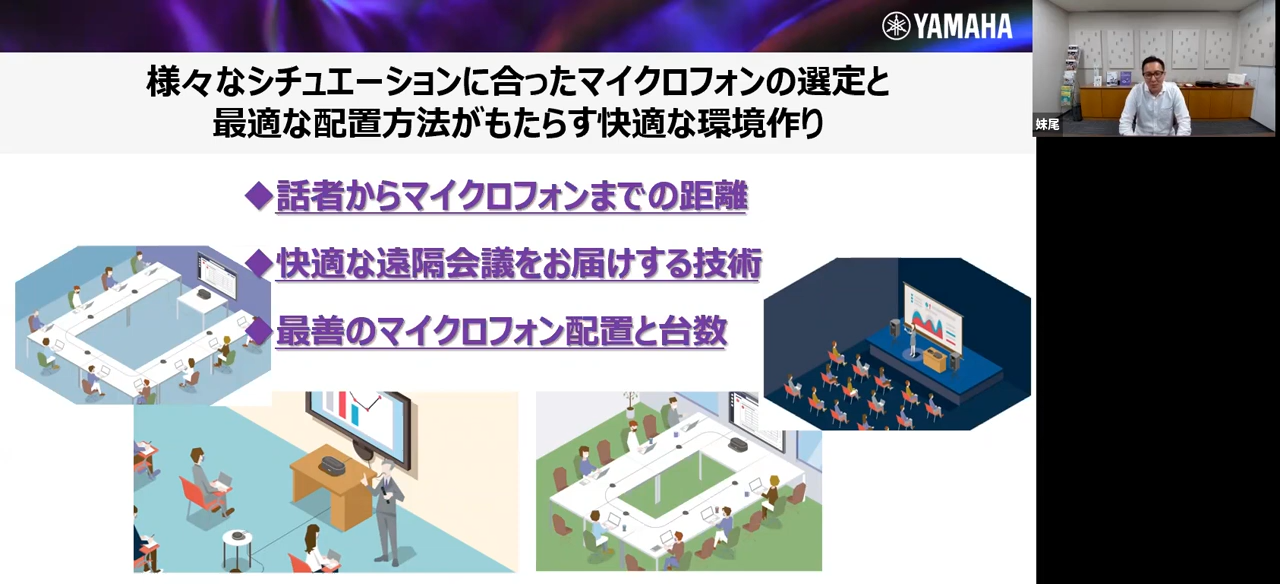 YAMAHA
様々なシチュエーションに合ったマイクロフォンの選定と
最適な配置方法がもたらす快適な環境作り
妹尾
◆話者からマイクロフォンまでの距離
◆快適な遠隔会議をお届けする技術
◆最善のマイクロフォン配置と台数